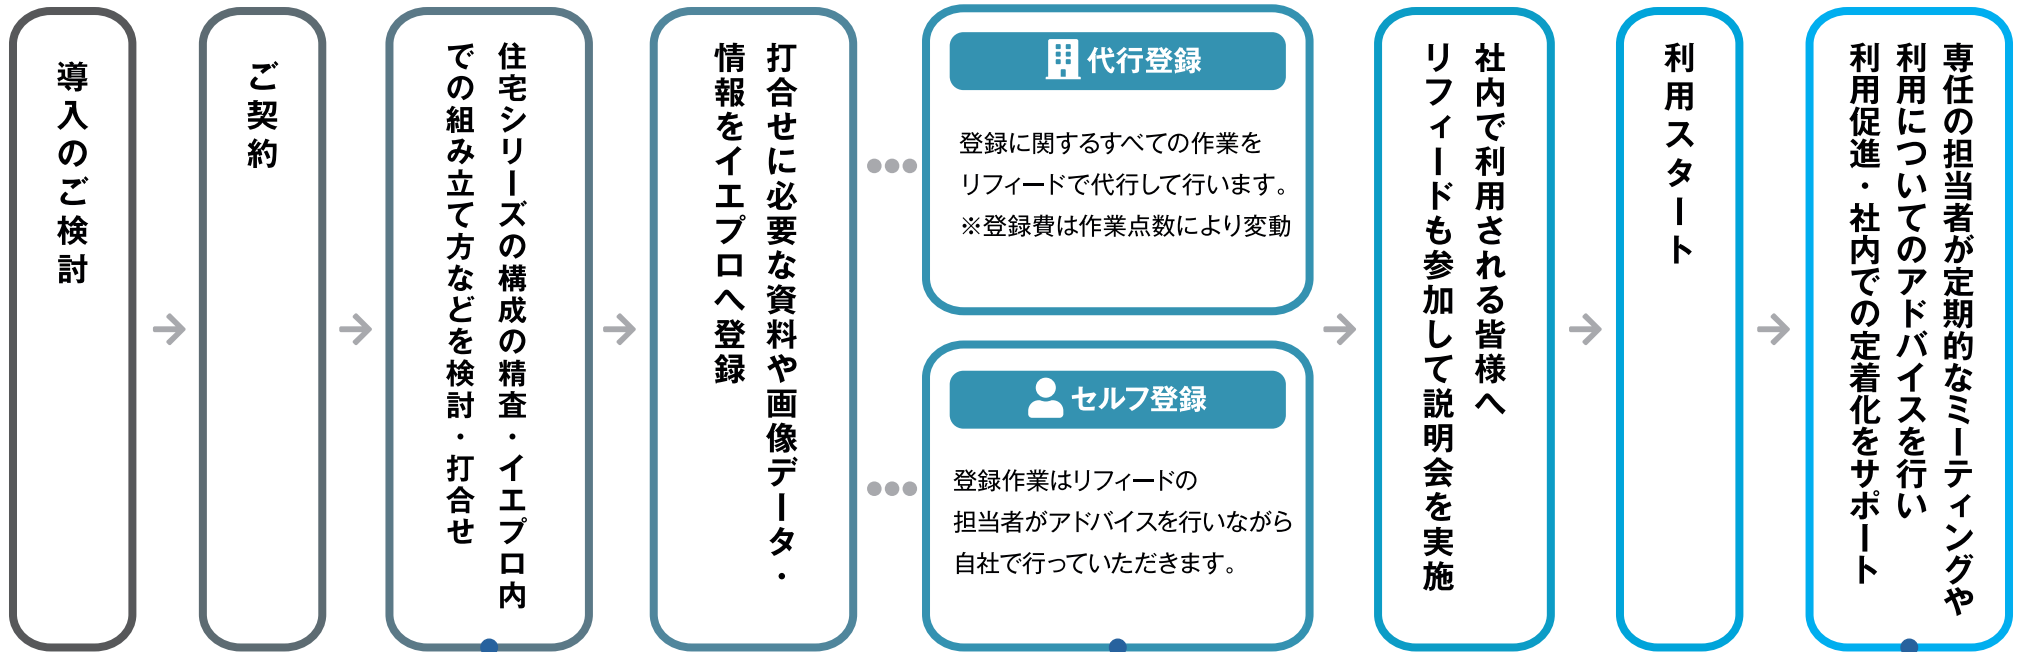 導入のご検討
ご契約
住宅シリーズの構成の精査・イエプロ内
での組み立て方などを検討・打合せ
打合せに必要な資料や画像データ・
情報をイエプロへ登録
代行登録
登録に関するすべての作業を
リフィードで代行して行います。
※登録費は作業点数により変動
セルフ登録
登録作業はリフィードの
担当者がアドバイスを行いながら
自社で行っていただきます。
社内で利用される皆様へ
リフィードも参加して説明会を実施
利用スタート
専任の担当者が定期的なミーティングや
利用についてのアドバイスを行い
利用促進・社内での定着化をサポート